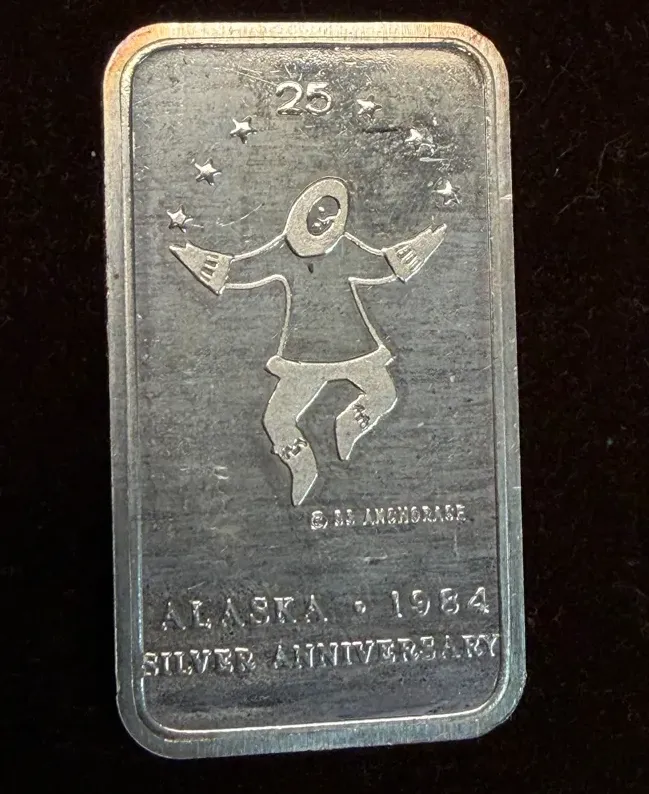 25
© SS ANCHORAGE
ALASKA • 1984
SILVER ANNIVERSARY